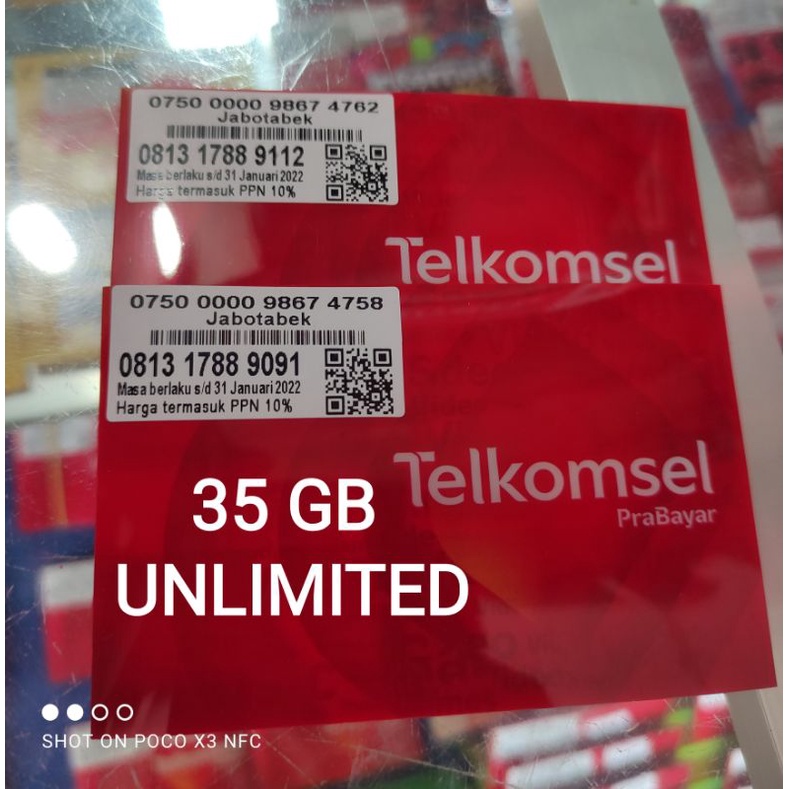 0750 0000 9867 4762
Jabotabek
0813 1788 9112
Masa berlaku s/d 31 Januari 2022
Harga termasuk PPN 10%
Telkomsel
0750 0000 9867 4758
Jabotabek
0813 1788 9091
Masa berlaku s/d 31 Januari 2022
Harga termasuk PPN 10%
Telkomsel
PraBayar
35 GB
UNLIMITED
SHOT ON POCO X3 NFC